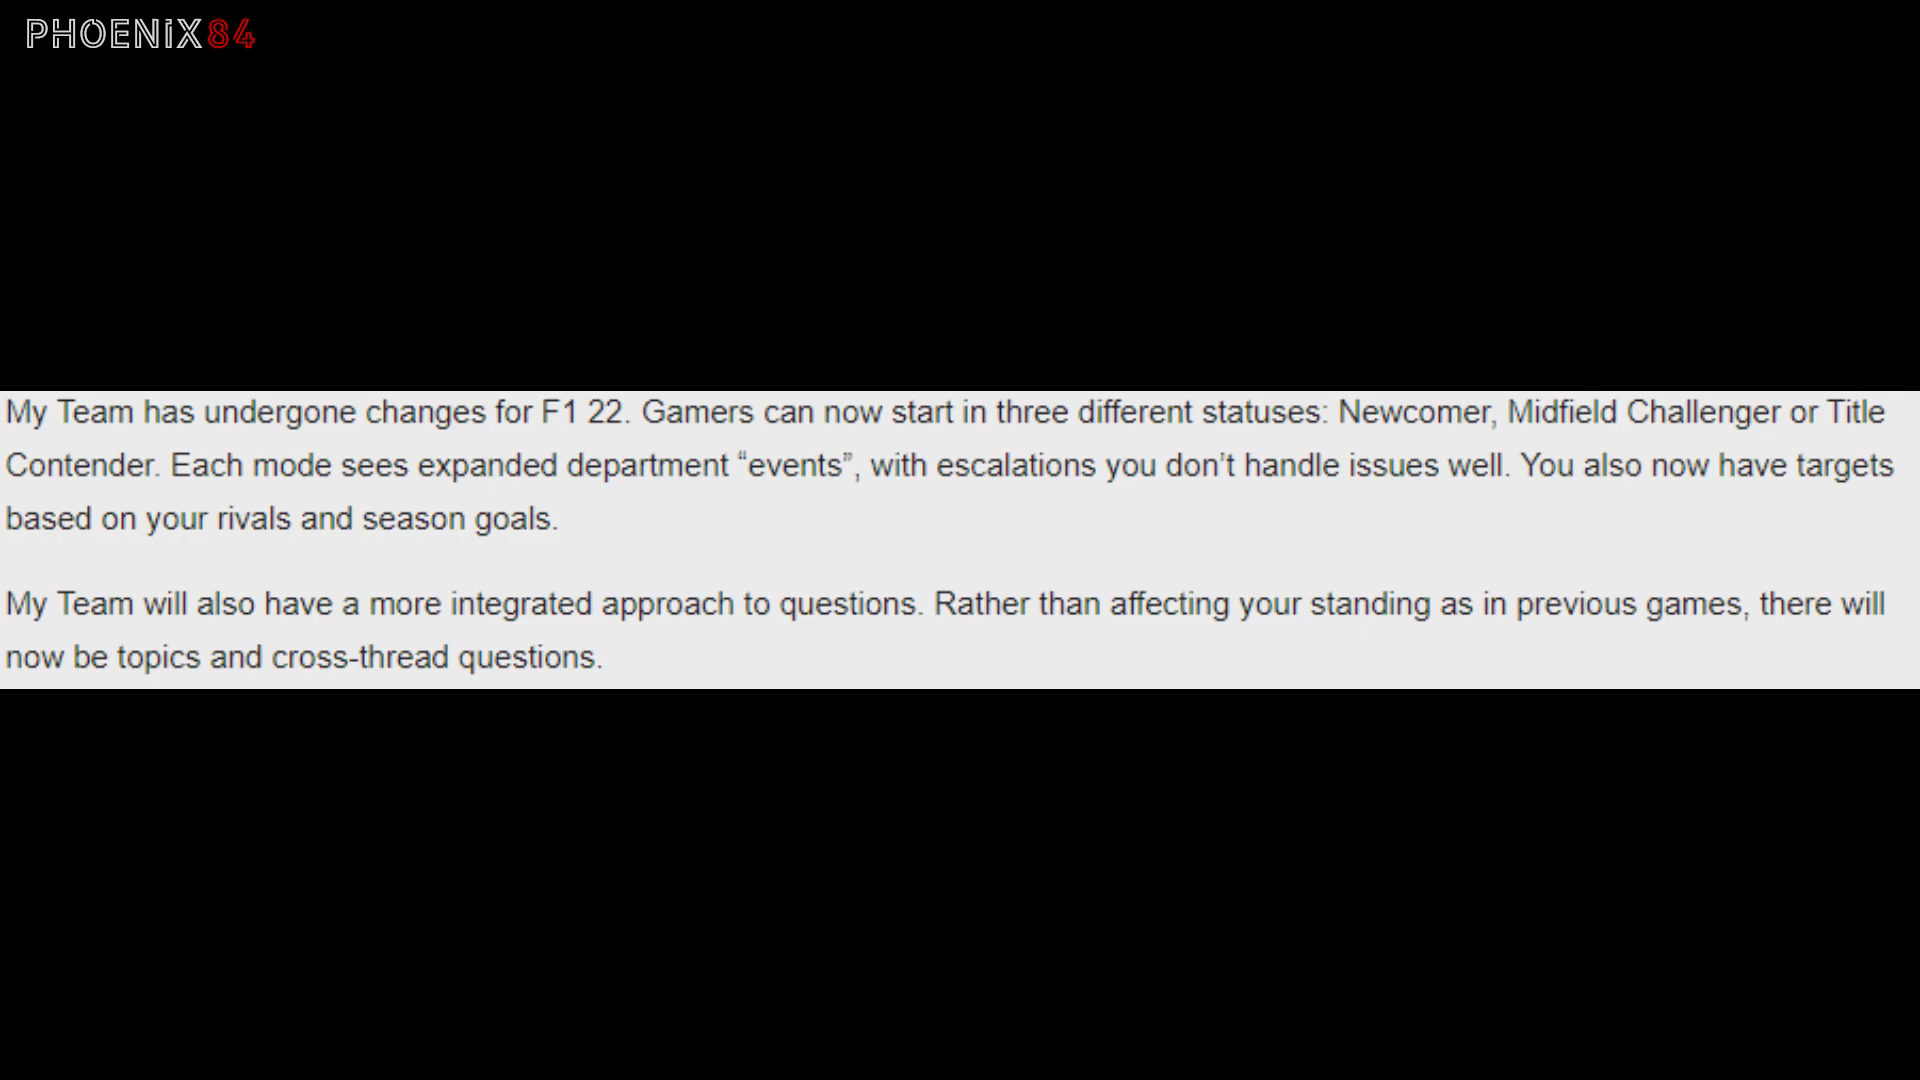 PHOENiX84
My Team has undergone changes for F1 22. Gamers can now start in three different statuses: Newcomer, Midfield Challenger or Title
Contender. Each mode sees expanded department “events”, with escalations you don’t handle issues well. You also now have targets
based on your rivals and season goals.
My Team will also have a more integrated approach to questions. Rather than affecting your standing as in previous games, there will
now be topics and cross-thread questions.